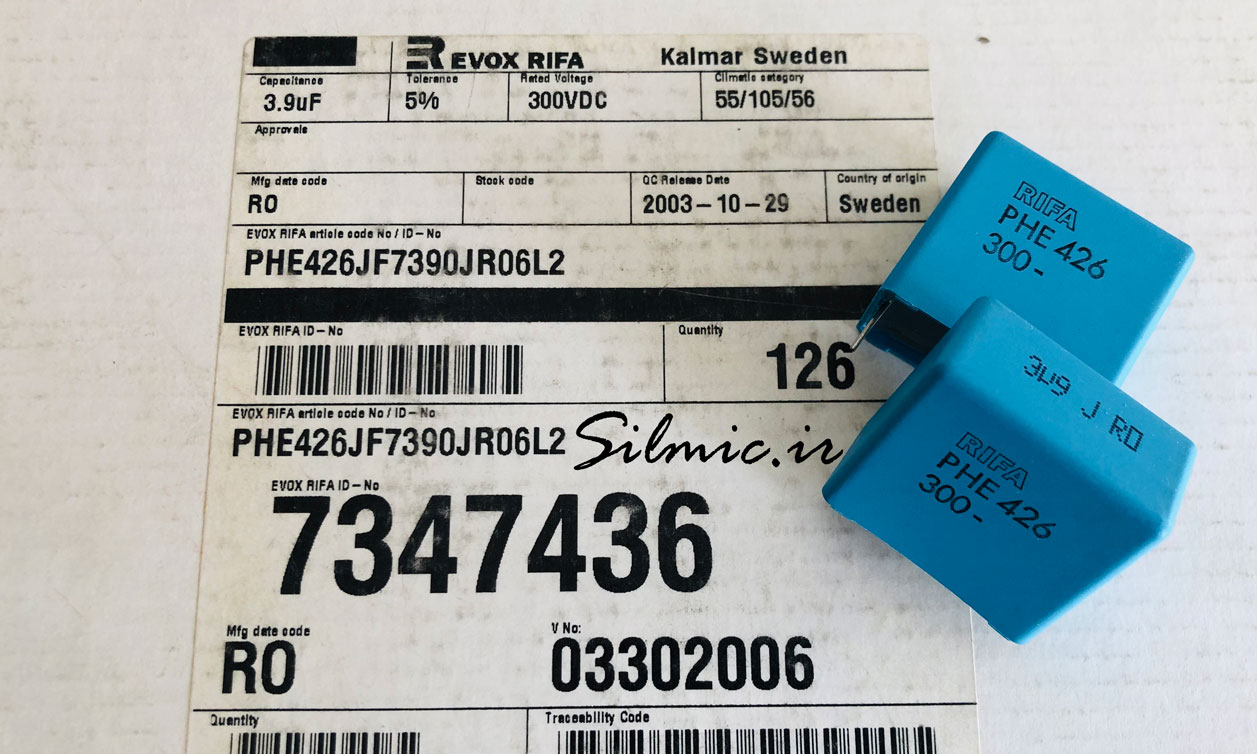 EVOX RIFA Kalmar Sweden
Capacitance Tolerance Rated Voltage Climatic category
3.9uF 5% 300VDC 55/105/56
Approvals
Mfg date code Stock code QC Release Date Country of origin
RO 2003-10-29 Sweden
EVOX RIFA article code No / ID-No
PHE426JF7390JR06L2
EVOX RIFA ID-No Quantity
126
EVOX RIFA article code No / ID-No
PHE426JF7390JR06L2
Silmic.ir
EVOX RIFA ID-No
7347436
Mfg date code V No:
RO 03302006
Quantity Traceability Code
RIFA
PHE 426
300-
3µ9 J RO
RIFA
PHE 426
300-